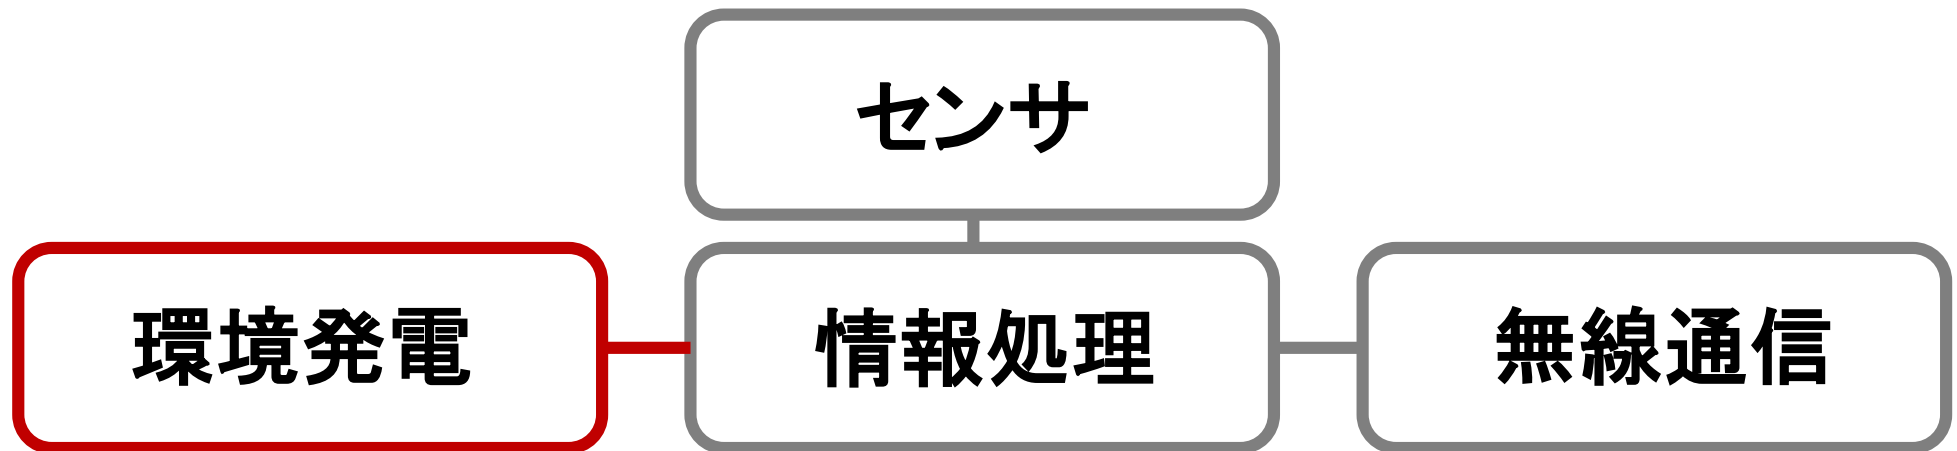 センサ
環境発電
情報処理
無線通信